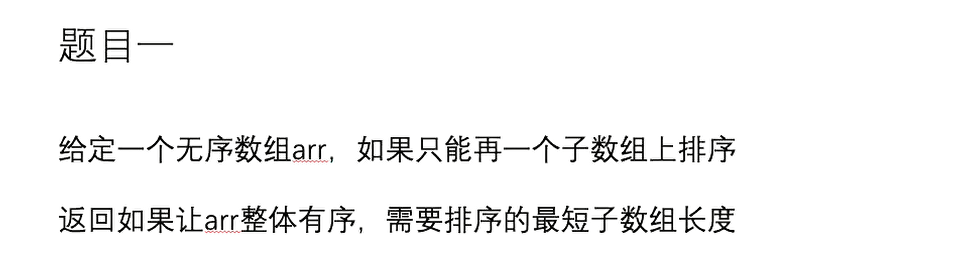 题目一
给定一个无序数组arr，如果只能再一个子数组上排序
返回如果让arr整体有序，需要排序的最短子数组长度